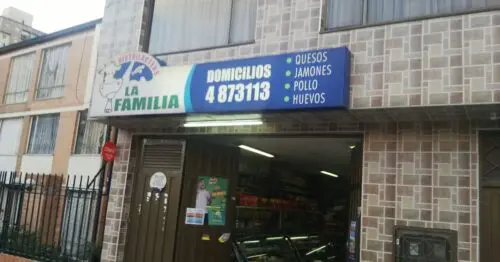 LA
FAMILIA
DOMICILIOS
4 873113
• QUESOS
• JAMONES
• POLLO
• HUEVOS